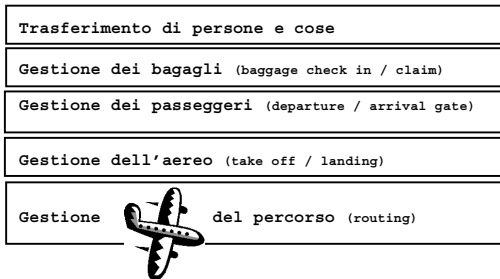 Trasferimento di persone e cose
Gestione dei bagagli (baggage check in / claim)
Gestione dei passeggeri (departure / arrival gate)
Gestione dell'aereo (take off / landing)
Gestione del percorso (routing)